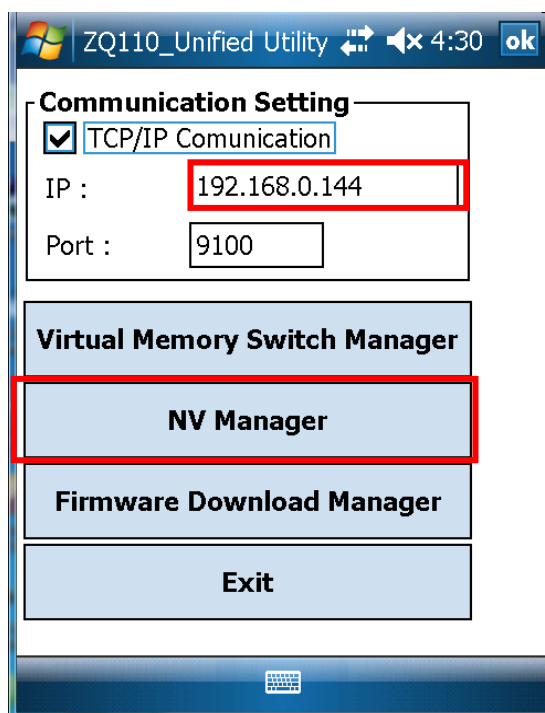 ZQ110_Unified Utility 4:30 ok
Communication Setting
TCP/IP Comunication
IP : 192.168.0.144
Port : 9100
Virtual Memory Switch Manager
NV Manager
Firmware Download Manager
Exit